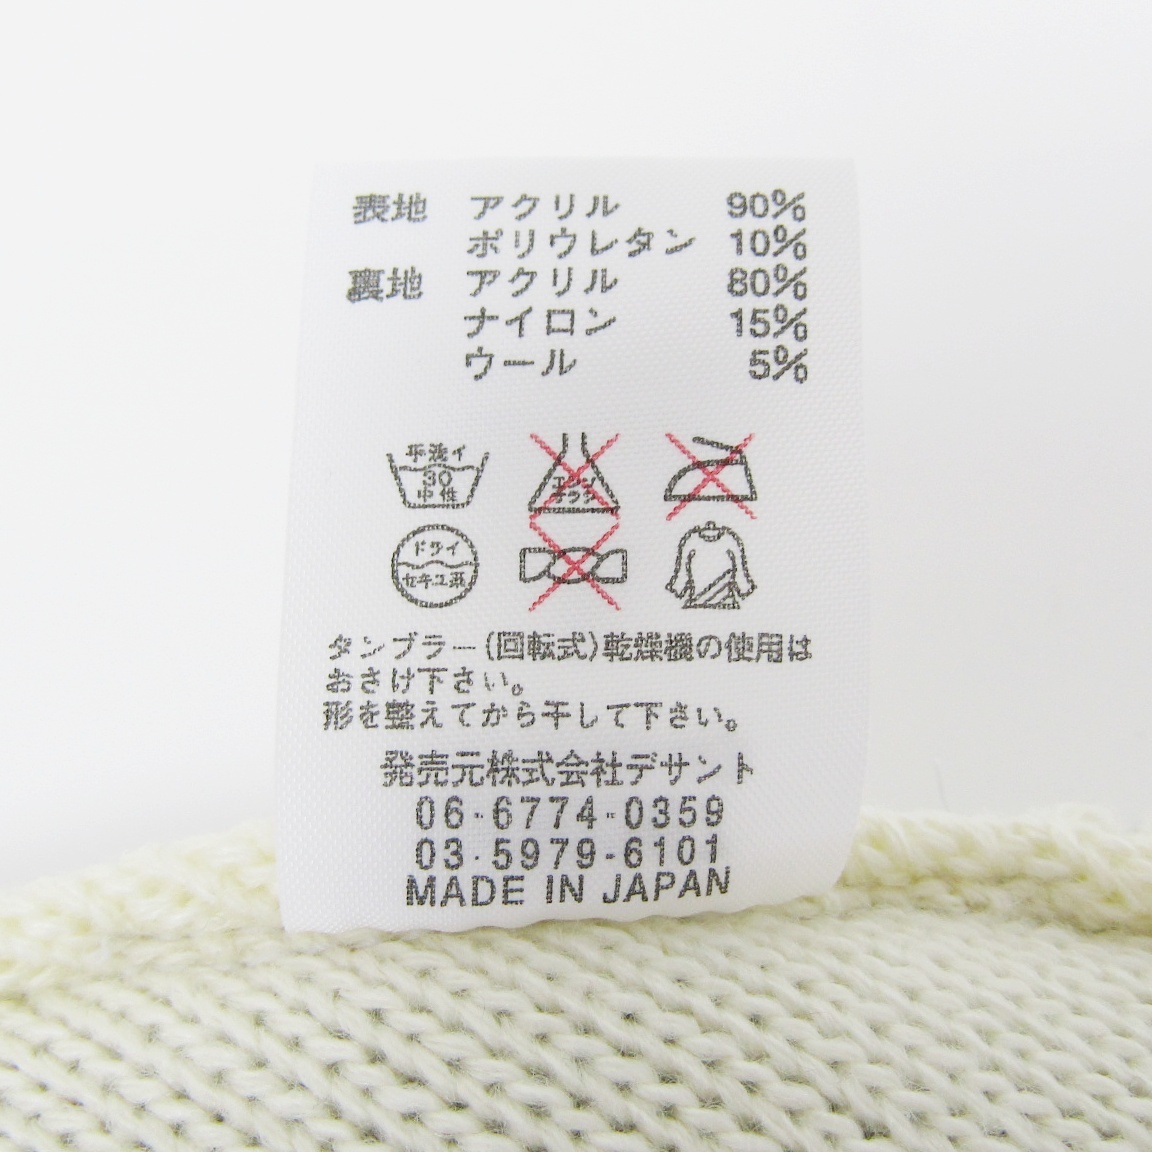 表地 アクリル 90%
ポリウレタン 10%
裏地 アクリル 80%
ナイロン 15%
ウール 5%
手洗イ
30
中性
エンソ
サラシ
ドライ
セキユ系
タンブラー(回転式)乾燥機の使用は
おさけ下さい。
形を整えてから干して下さい。
発売元株式会社デサント
06-6774-0359
03-5979-6101
MADE IN JAPAN